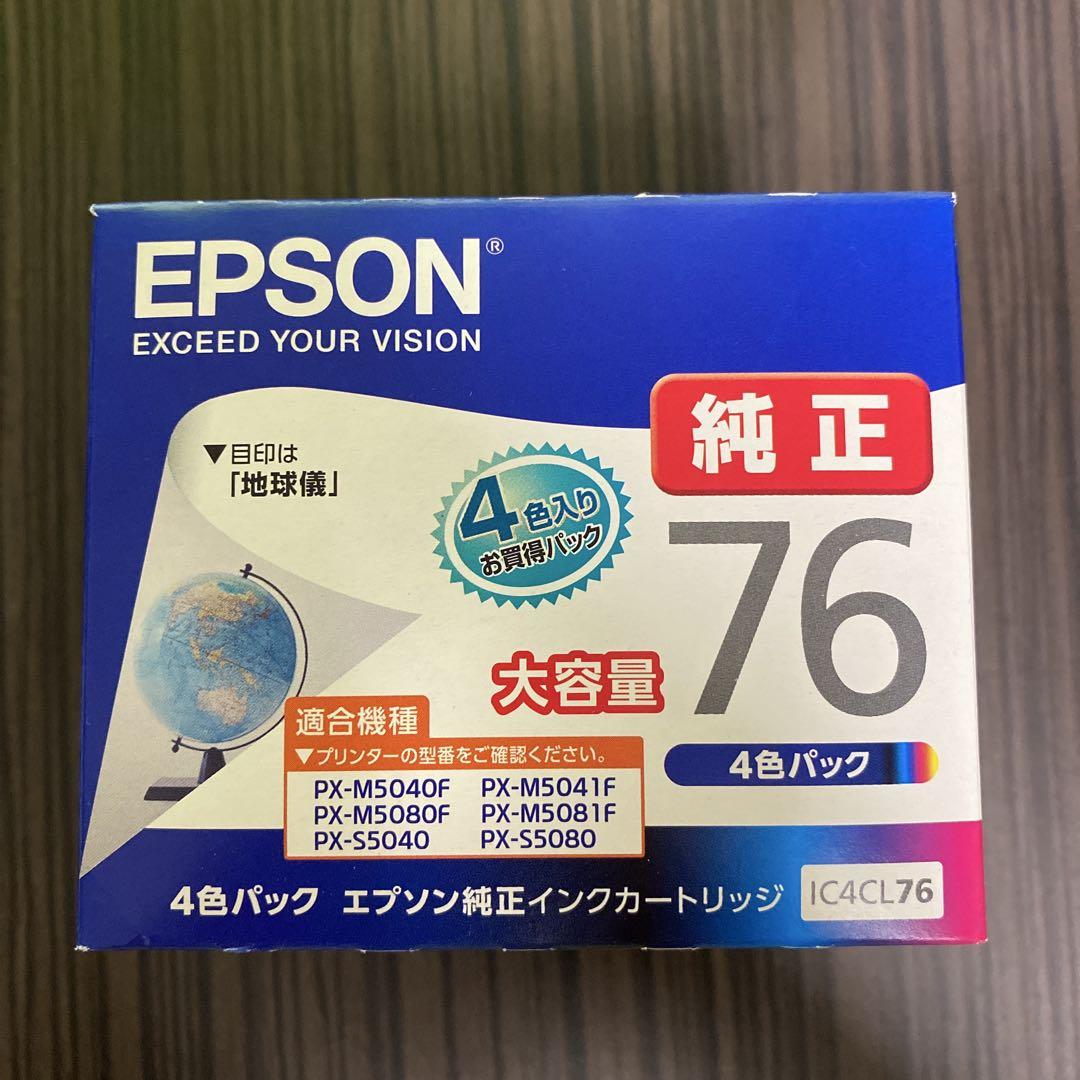 EPSON®
EXCEED YOUR VISION
純正
▼目印は
「地球儀」
4色入り
お買得パック
76
大容量
適合機種
▼プリンターの型番をご確認ください。
PX-M5040F PX-M5041F
PX-M5080F PX-M5081F
PX-S5040 PX-S5080
4色パック
4色パック エプソン純正インクカートリッジ IC4CL76